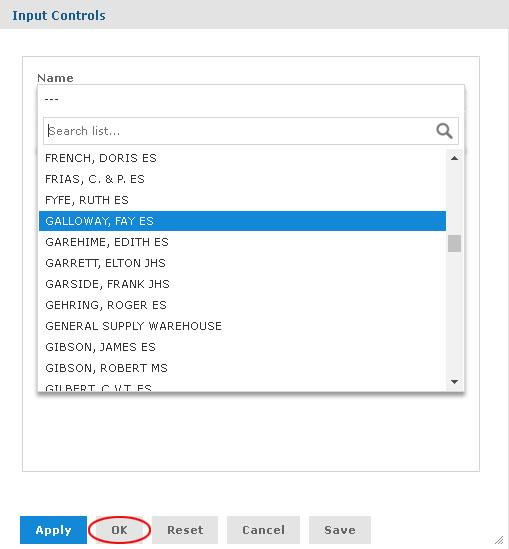 Input Controls
Name
---
Search list...
FRENCH, DORIS ES
FRIAS, C. & P. ES
FYFE, RUTH ES
GALLOWAY, FAY ES
GAREHIME, EDITH ES
GARRETT, ELTON JHS
GARSIDE, FRANK JHS
GEHRING, ROGER ES
GENERAL SUPPLY WAREHOUSE
GIBSON, JAMES ES
GIBSON, ROBERT MS
GILBERT, C.V.T. ES
Apply OK Reset Cancel Save